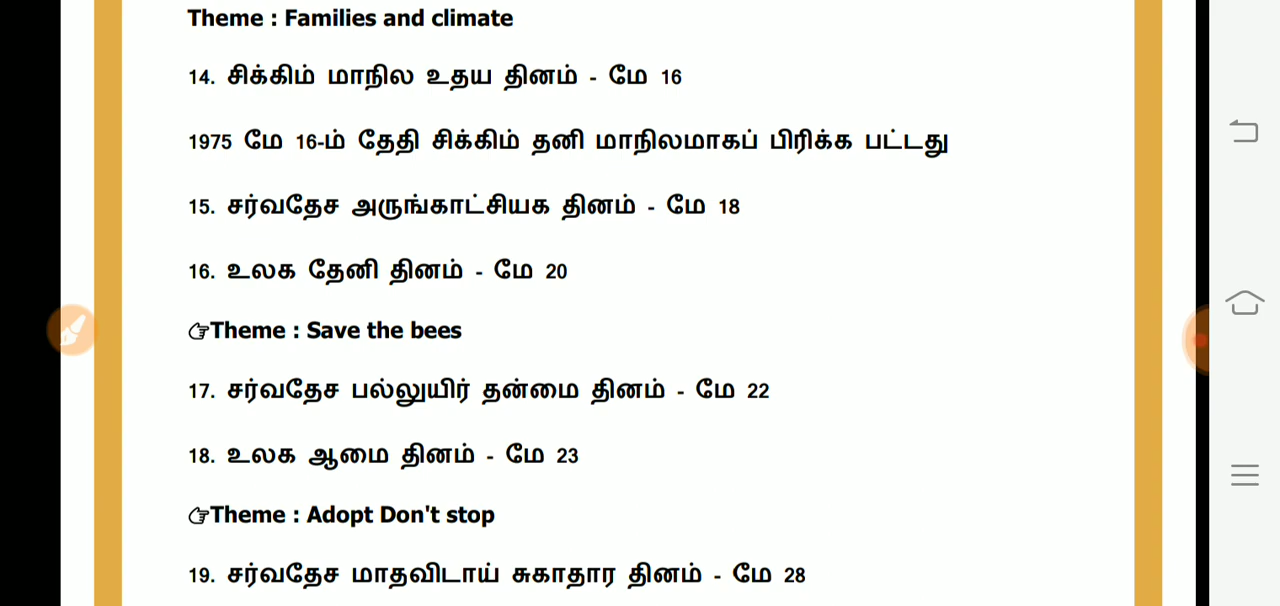 Theme : Families and climate
14. சிக்கிம் மாநில உதய தினம் - மே 16
1975 மே 16-ம் தேதி சிக்கிம் தனி மாநிலமாகப் பிரிக்க பட்டது
15. சர்வதேச அருங்காட்சியக தினம் - மே 18
16. உலக தேனி தினம் - மே 20
👉Theme : Save the bees
17. சர்வதேச பல்லுயிர் தன்மை தினம் - மே 22
18. உலக ஆமை தினம் - மே 23
👉Theme : Adopt Don't stop
19. சர்வதேச மாதவிடாய் சுகாதார தினம் - மே 28